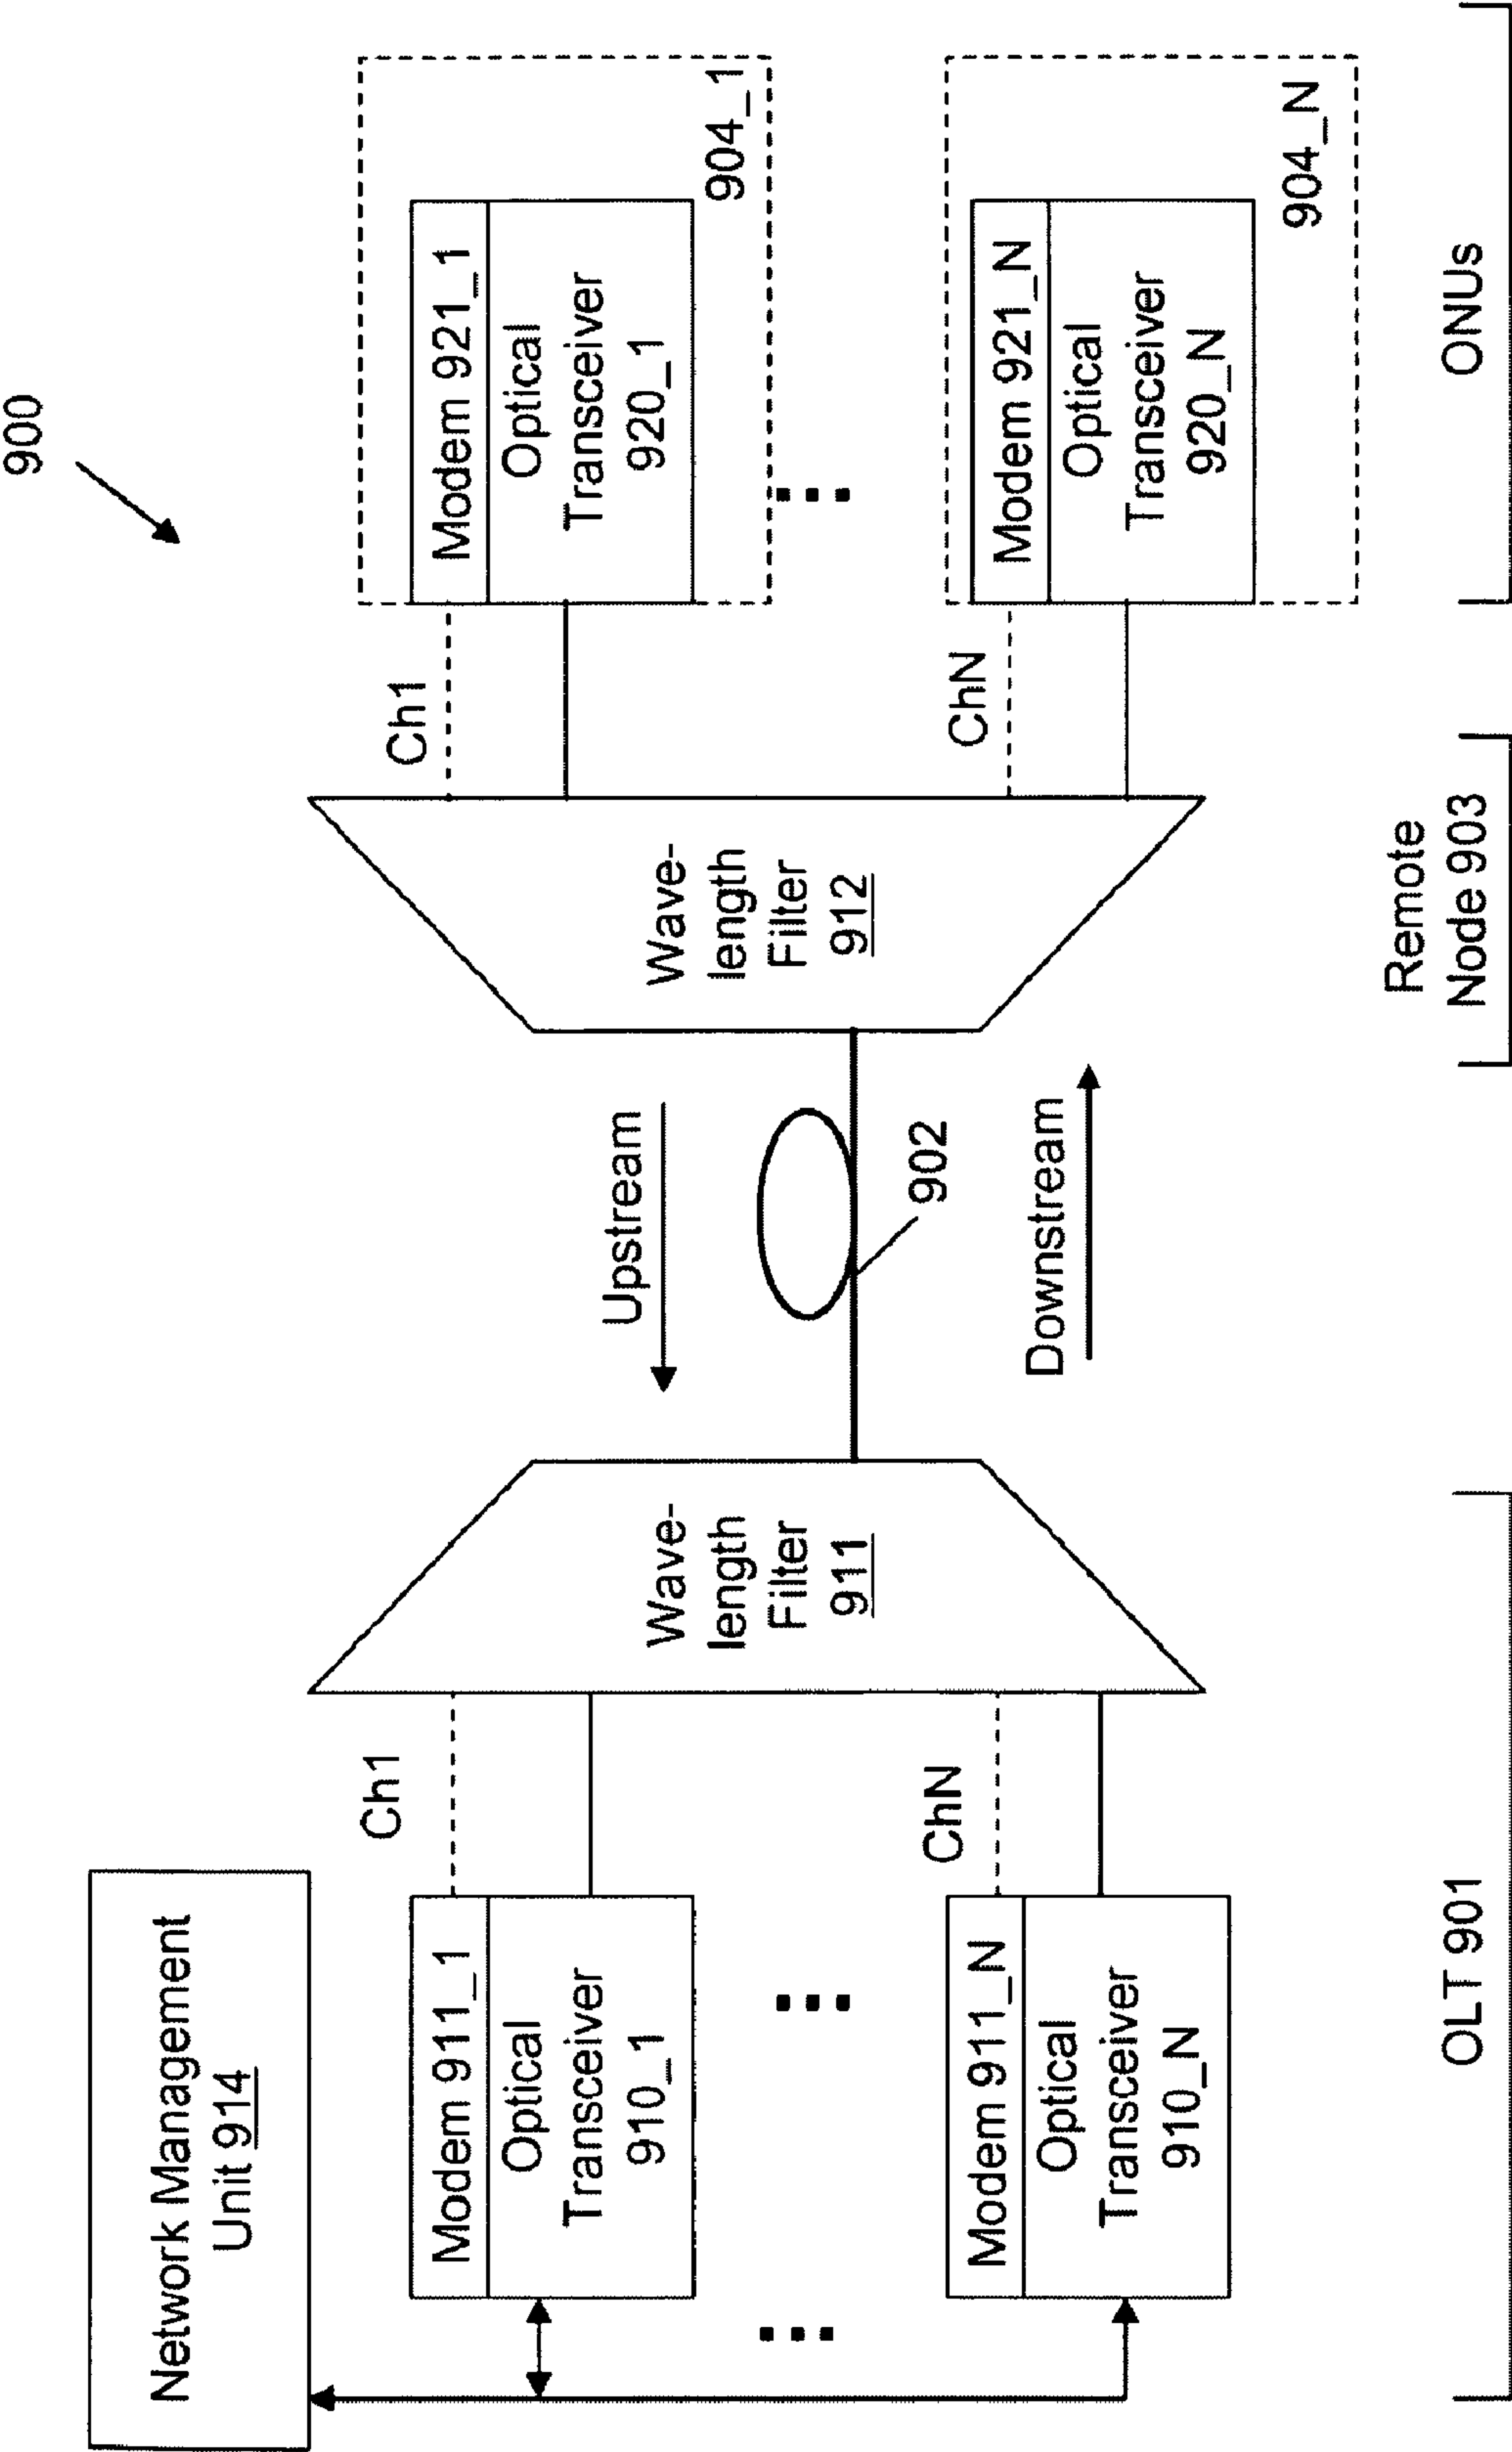 900
Network Management
Unit 914
Modem 911_1
Optical
Transceiver
910_1
Ch1
Modem 911_N
Optical
Transceiver
910_N
ChN
Wave-
length
Filter
911
Upstream
902
Downstream
Wave-
length
Filter
912
Ch1
Modem 921_1
Optical
Transceiver
920_1
904_1
ChN
Modem 921_N
Optical
Transceiver
920_N
904_N
OLT 901
Remote
Node 903
ONUs